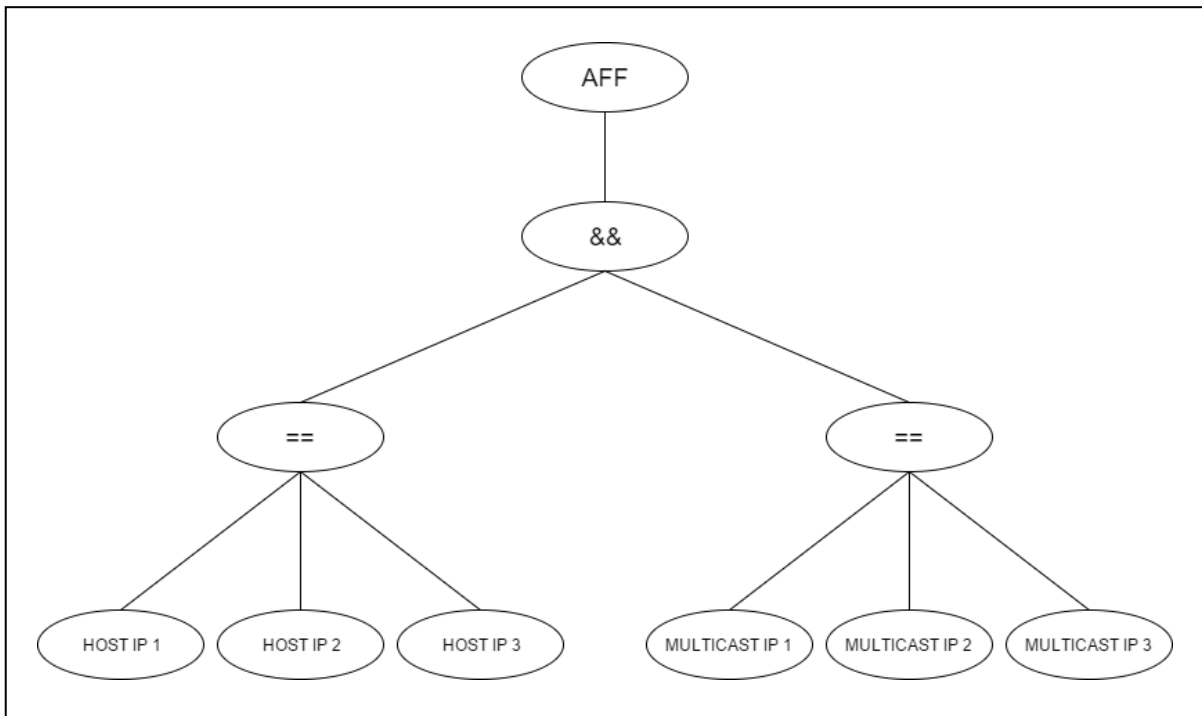 AFF
&&
==
==
HOST IP 1
HOST IP 2
HOST IP 3
MULTICAST IP 1
MULTICAST IP 2
MULTICAST IP 3